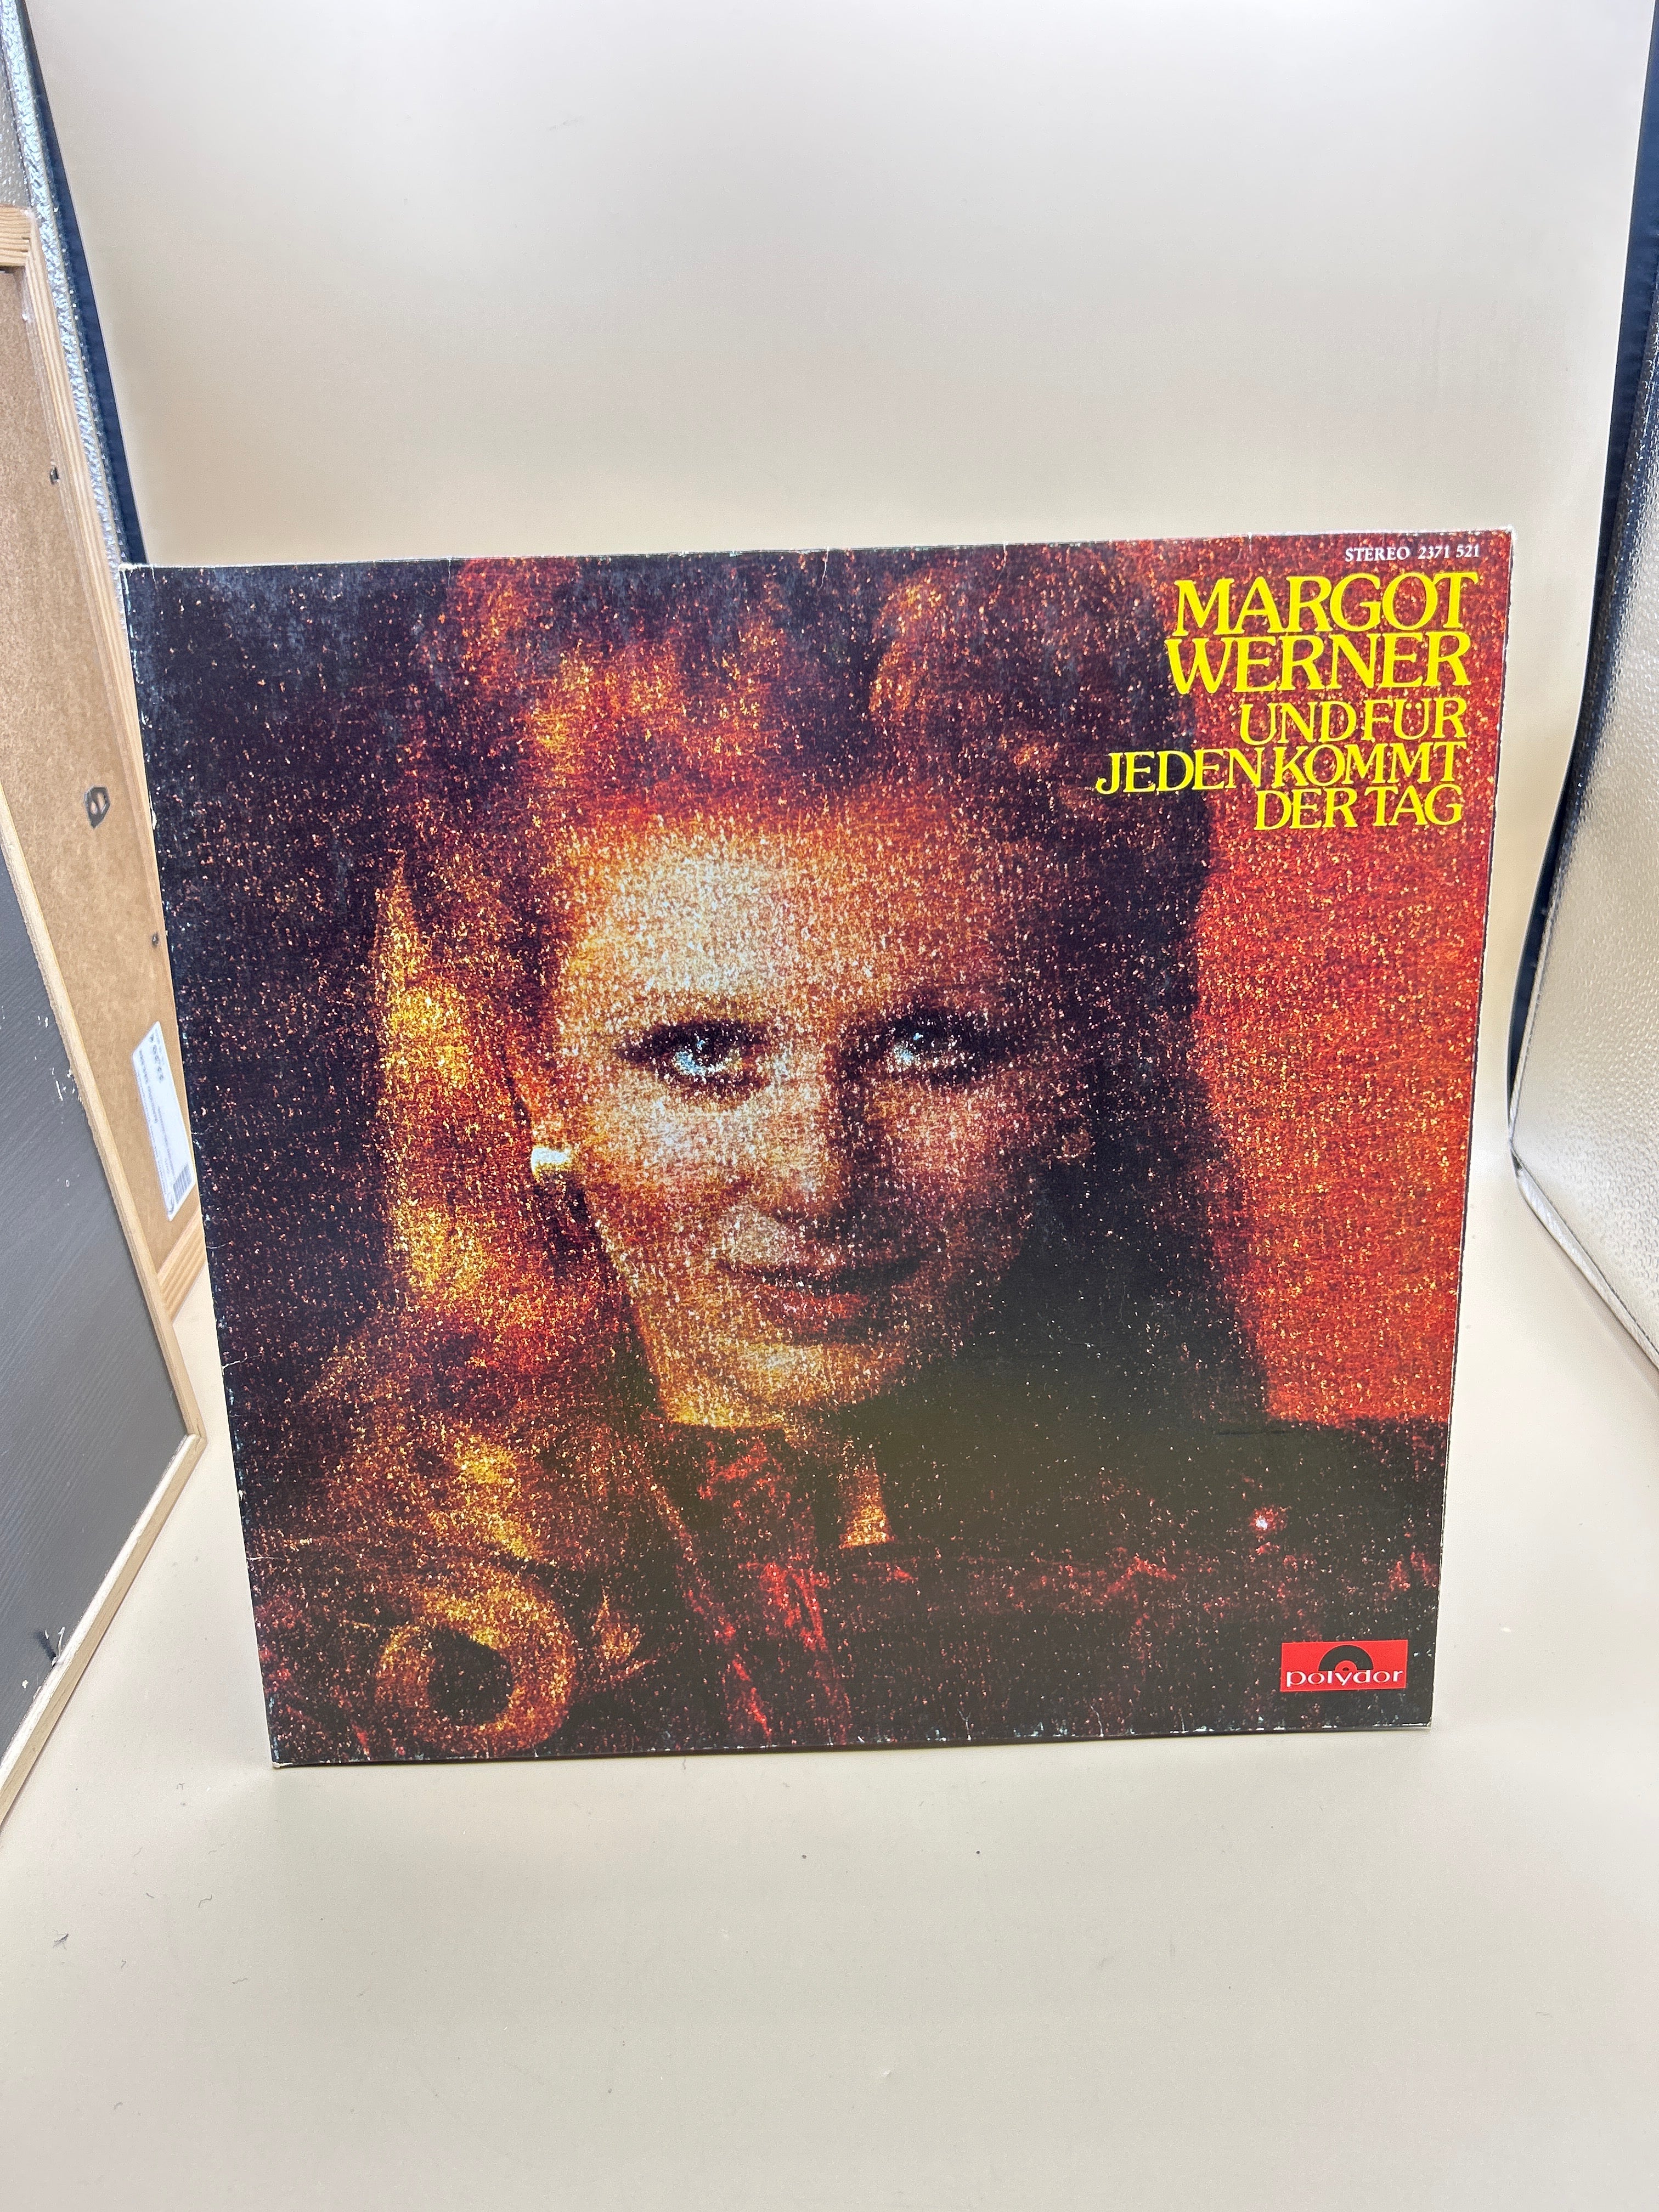 STEREO 2371 521
MARGOT
WERNER
UND FÜR
JEDEN KOMMT
DER TAG
polydor